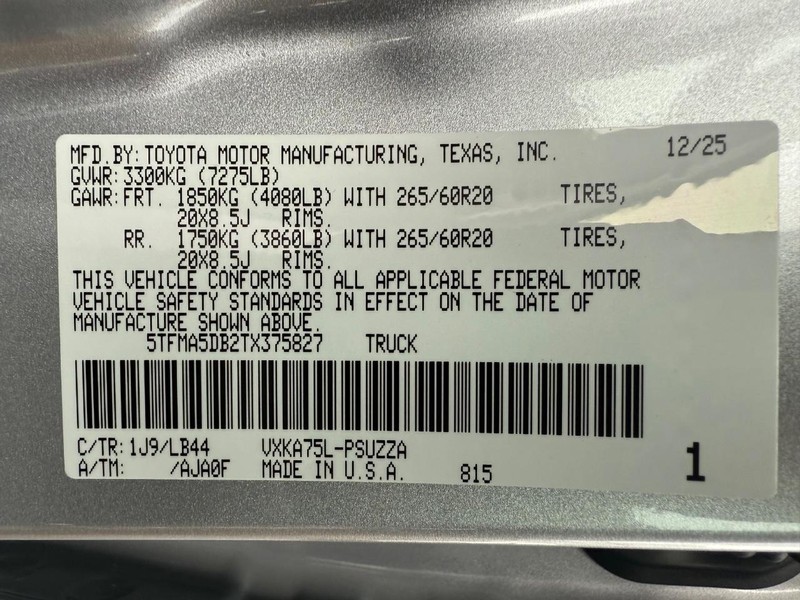 MFD.BY:TOYOTA MOTOR MANUFACTURING, TEXAS, INC. 12/25
GVWR:3300KG (7275LB)
GAWR:FRT. 1850KG (4080LB) WITH 265/60R20 TIRES,
20X8.5J RIMS.
RR. 1750KG (3860LB) WITH 265/60R20 TIRES,
20X8.5J RIMS.
THIS VEHICLE CONFORMS TO ALL APPLICABLE FEDERAL MOTOR
VEHICLE SAFETY STANDARDS IN EFFECT ON THE DATE OF
MANUFACTURE SHOWN ABOVE.
5TFMA5DB2TX375827 TRUCK
C/TR:1J9/LB44 VXKA75L-PSUZZA
A/TM: /AJA0F MADE IN U.S.A. 815 1